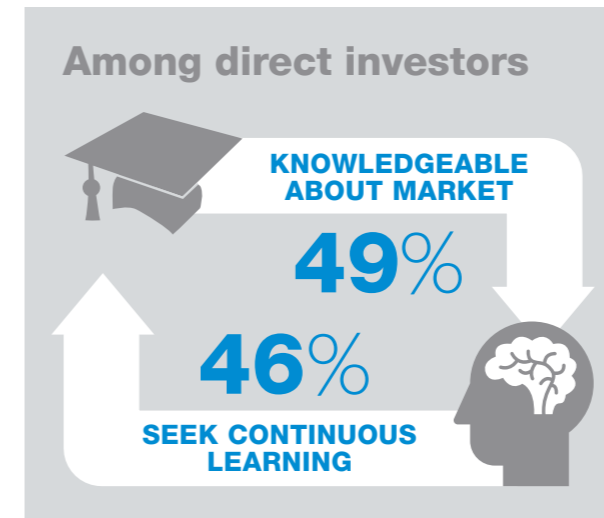 Among direct investors
KNOWLEDGEABLE
ABOUT MARKET
49%
46%
SEEK CONTINUOUS
LEARNING